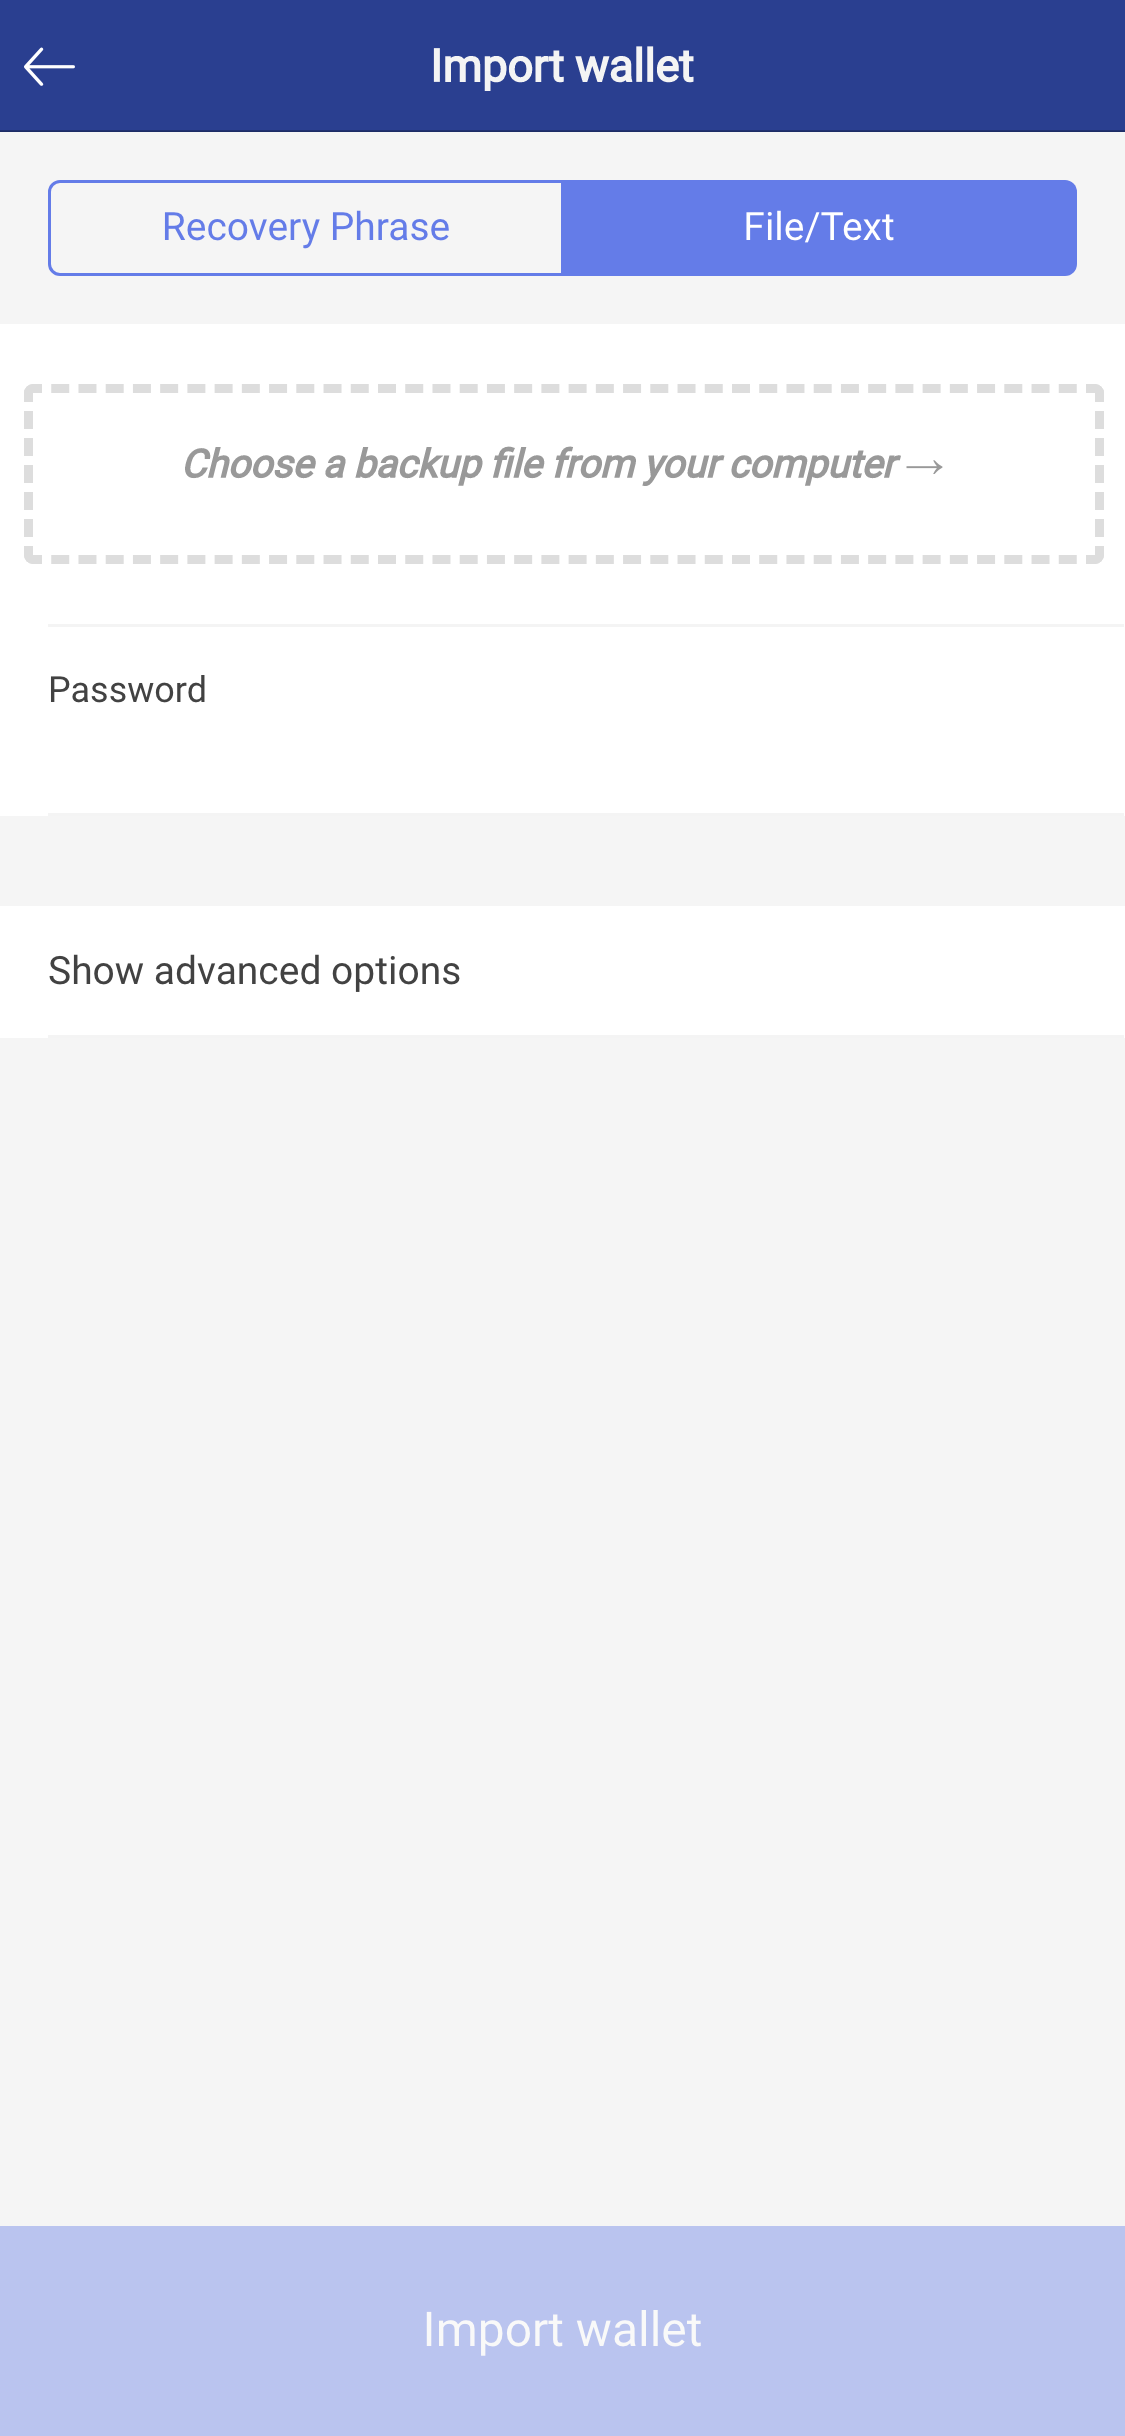 Import wallet
Recovery Phrase
File/Text
Choose a backup file from your computer→
Password
Show advanced options
Import wallet